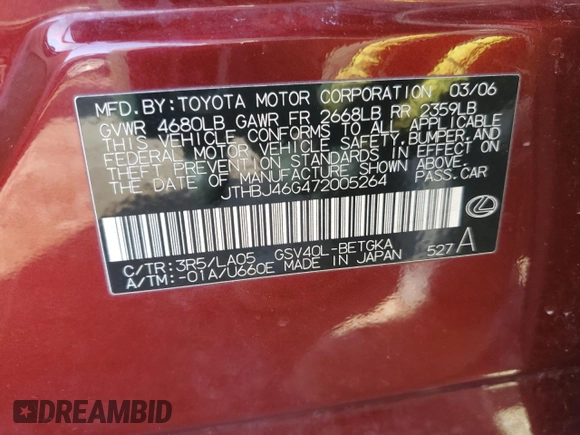 MFD.BY:TOYOTA MOTOR CORPORATION 03/06
GVWR 4680LB GAWR FR 2668LB RR 2359LB
THIS VEHICLE CONFORMS TO ALL APPLICABLE
FEDERAL MOTOR VEHICLE SAFETY,BUMPER,AND
THEFT PREVENTION STANDARDS IN EFFECT ON
THE DATE OF MANUFACTURE SHOWN ABOVE.
JTHBJ46G472005264 PASS.CAR
C/TR:3R5/LA05 GSV40L-BETGKA
A/TM:-01A/U660E MADE IN JAPAN 527 A
DREAMBID